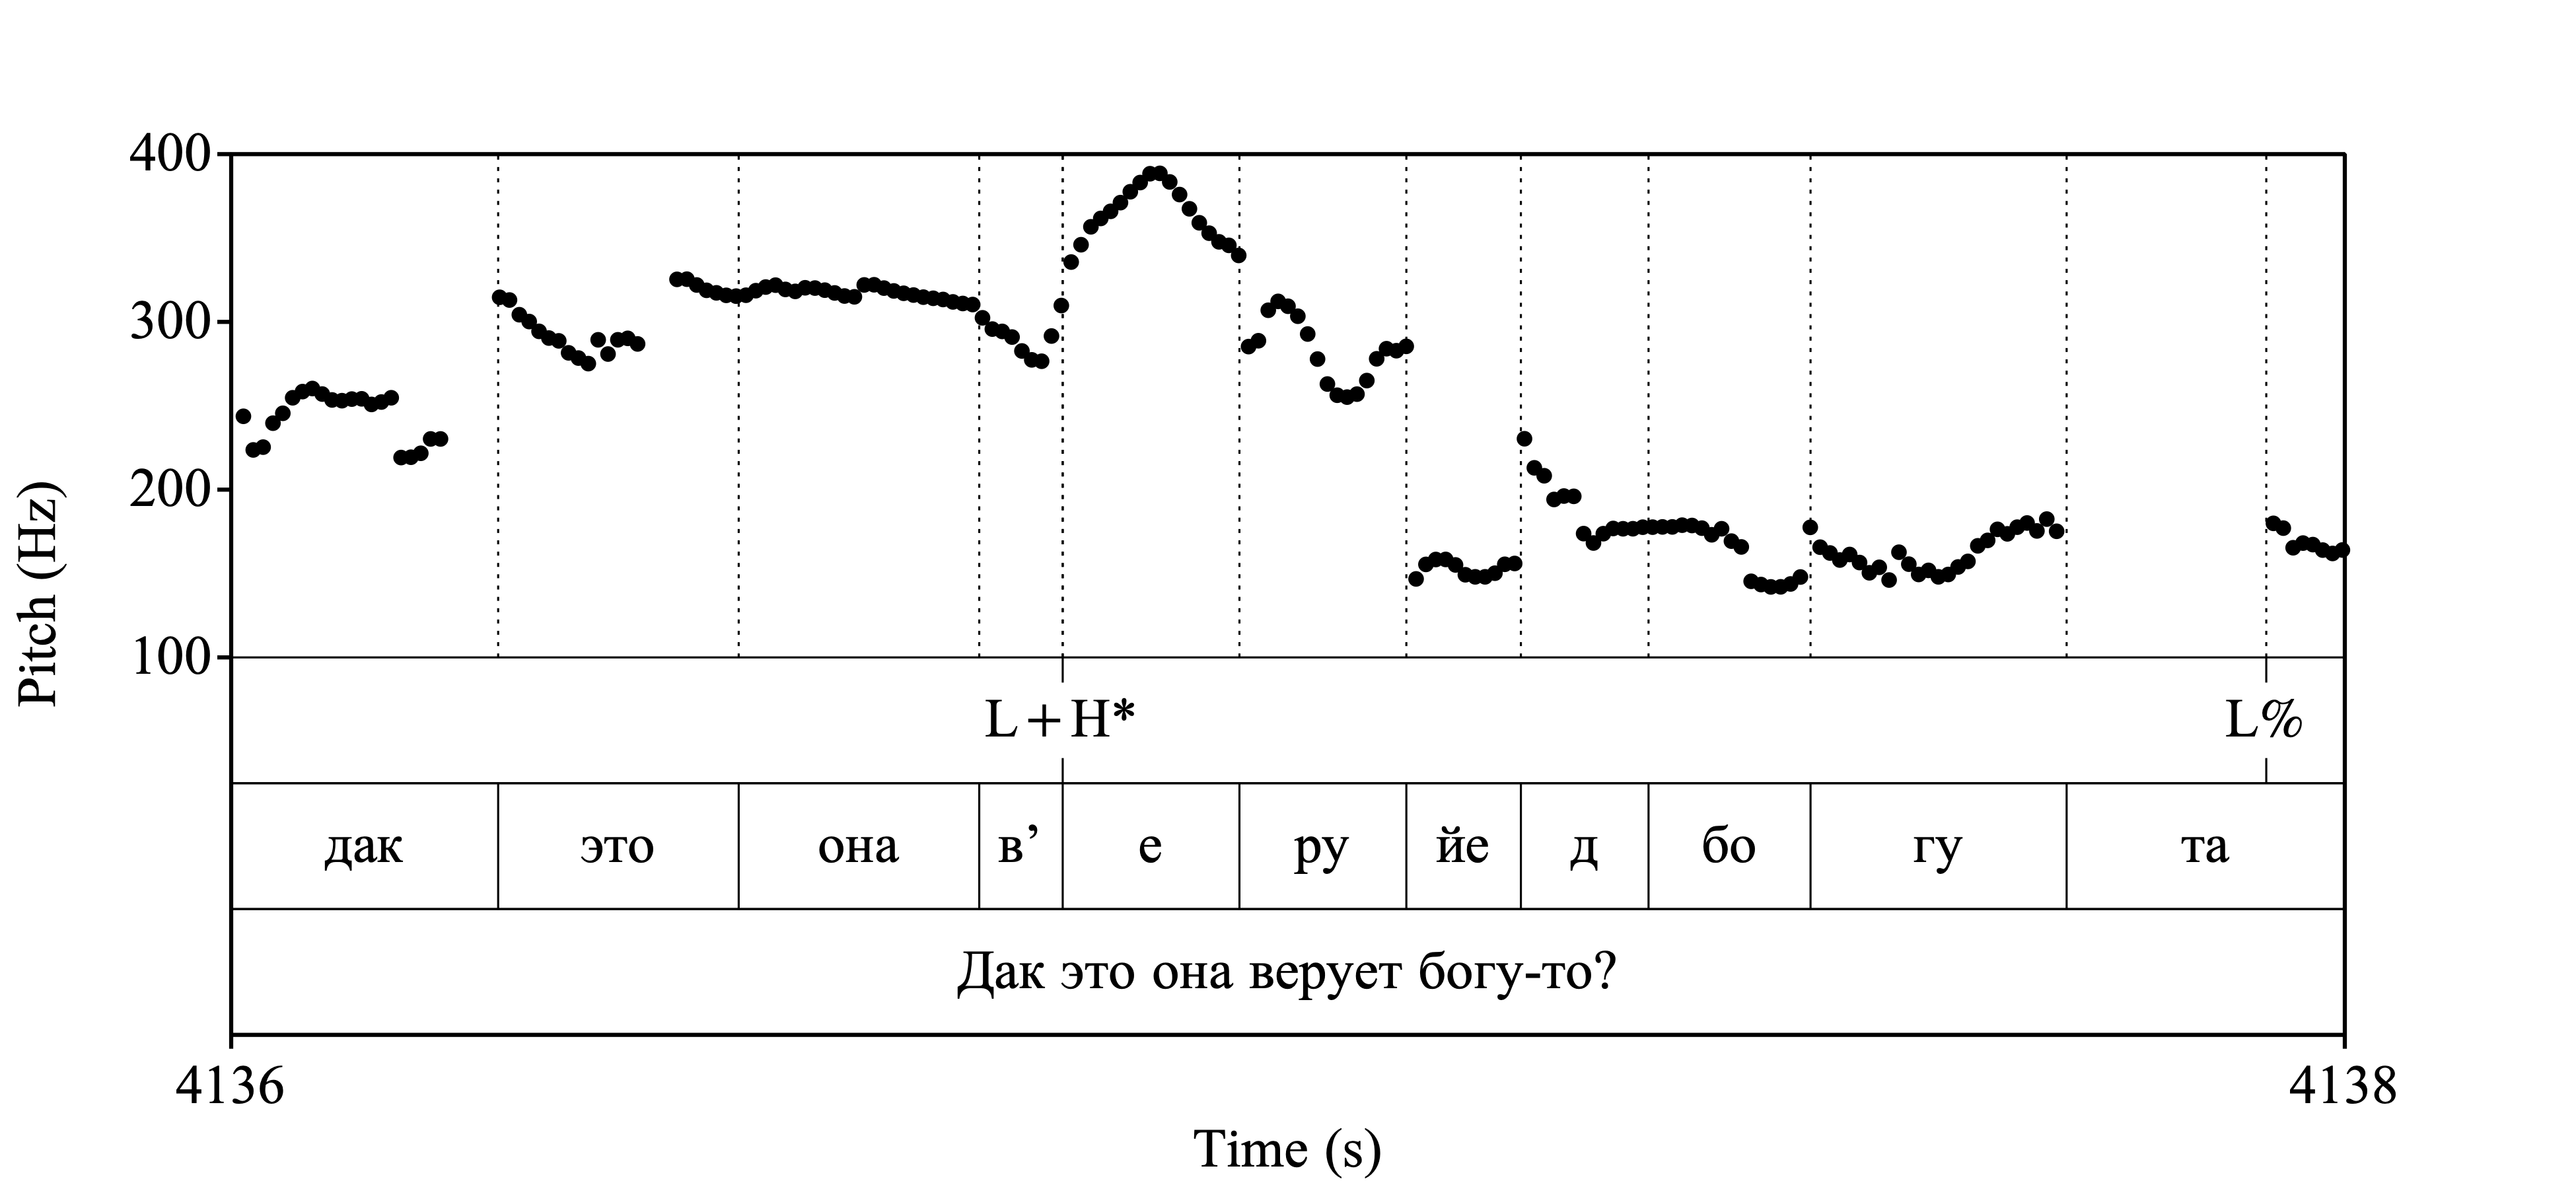 400
300
200
100
Pitch (Hz)
L+H* L%
дак это она в’ е ру йе д бо гу та
Дак это она верует богу-то?
4136 4138
Time (s)